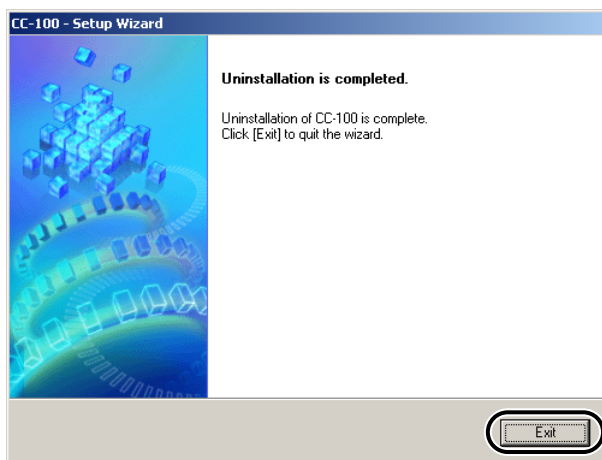 CC-100 - Setup Wizard
Uninstallation is completed.
Uninstallation of CC-100 is complete.
Click [Exit] to quit the wizard.
Exit